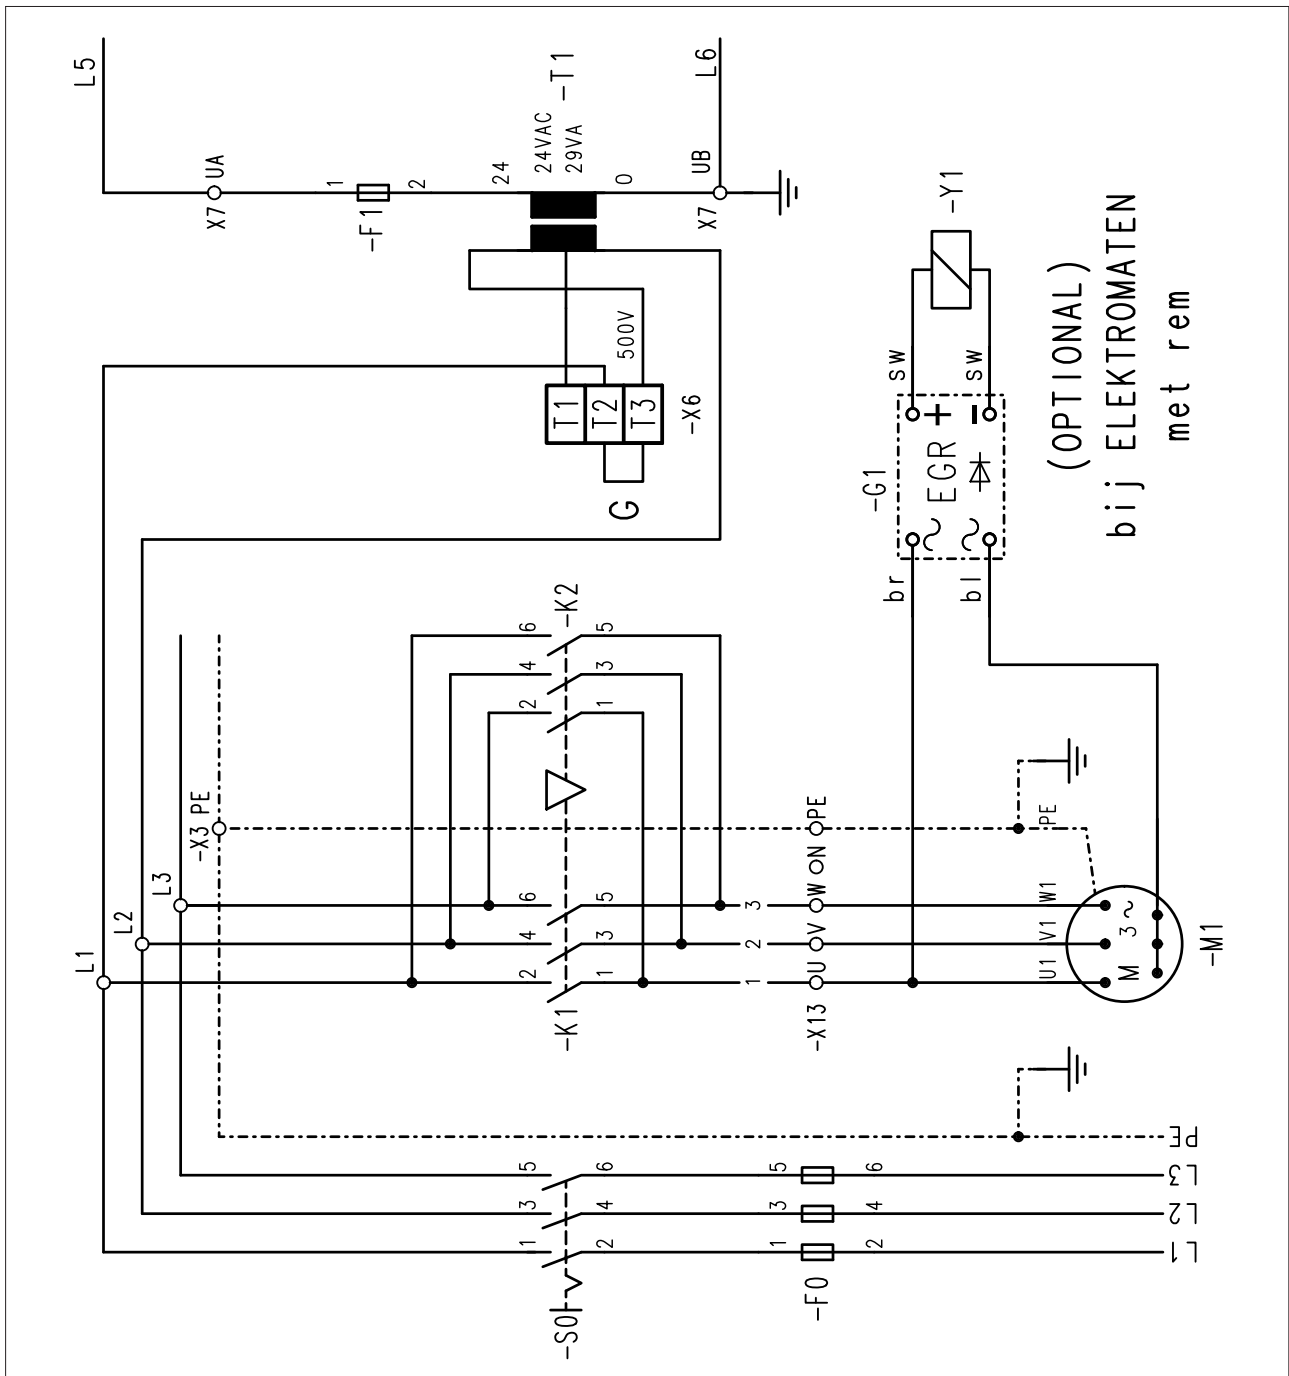 L1
L2
L3
PE
-F0
1
2
3
4
5
6
-S0
1
2
3
4
5
6
L1
L2
L3
-X3 PE
-K1
2
1
4
3
6
5
-K2
2
1
4
3
6
5
1
2
3
-X13
U
V
W
N
PE
U1
V1
W1
PE
M
3
~
-M1
br
bl
-G1
EGR
~
~
+
-
sw
sw
-Y1
(OPTIONAL)
bij ELEKTROMATEN
met rem
G
T1
T2
T3
-X6
500V
L5
X7
UA
-F1
1
2
24
0
24VAC
29VA
-T1
X7
UB
L6